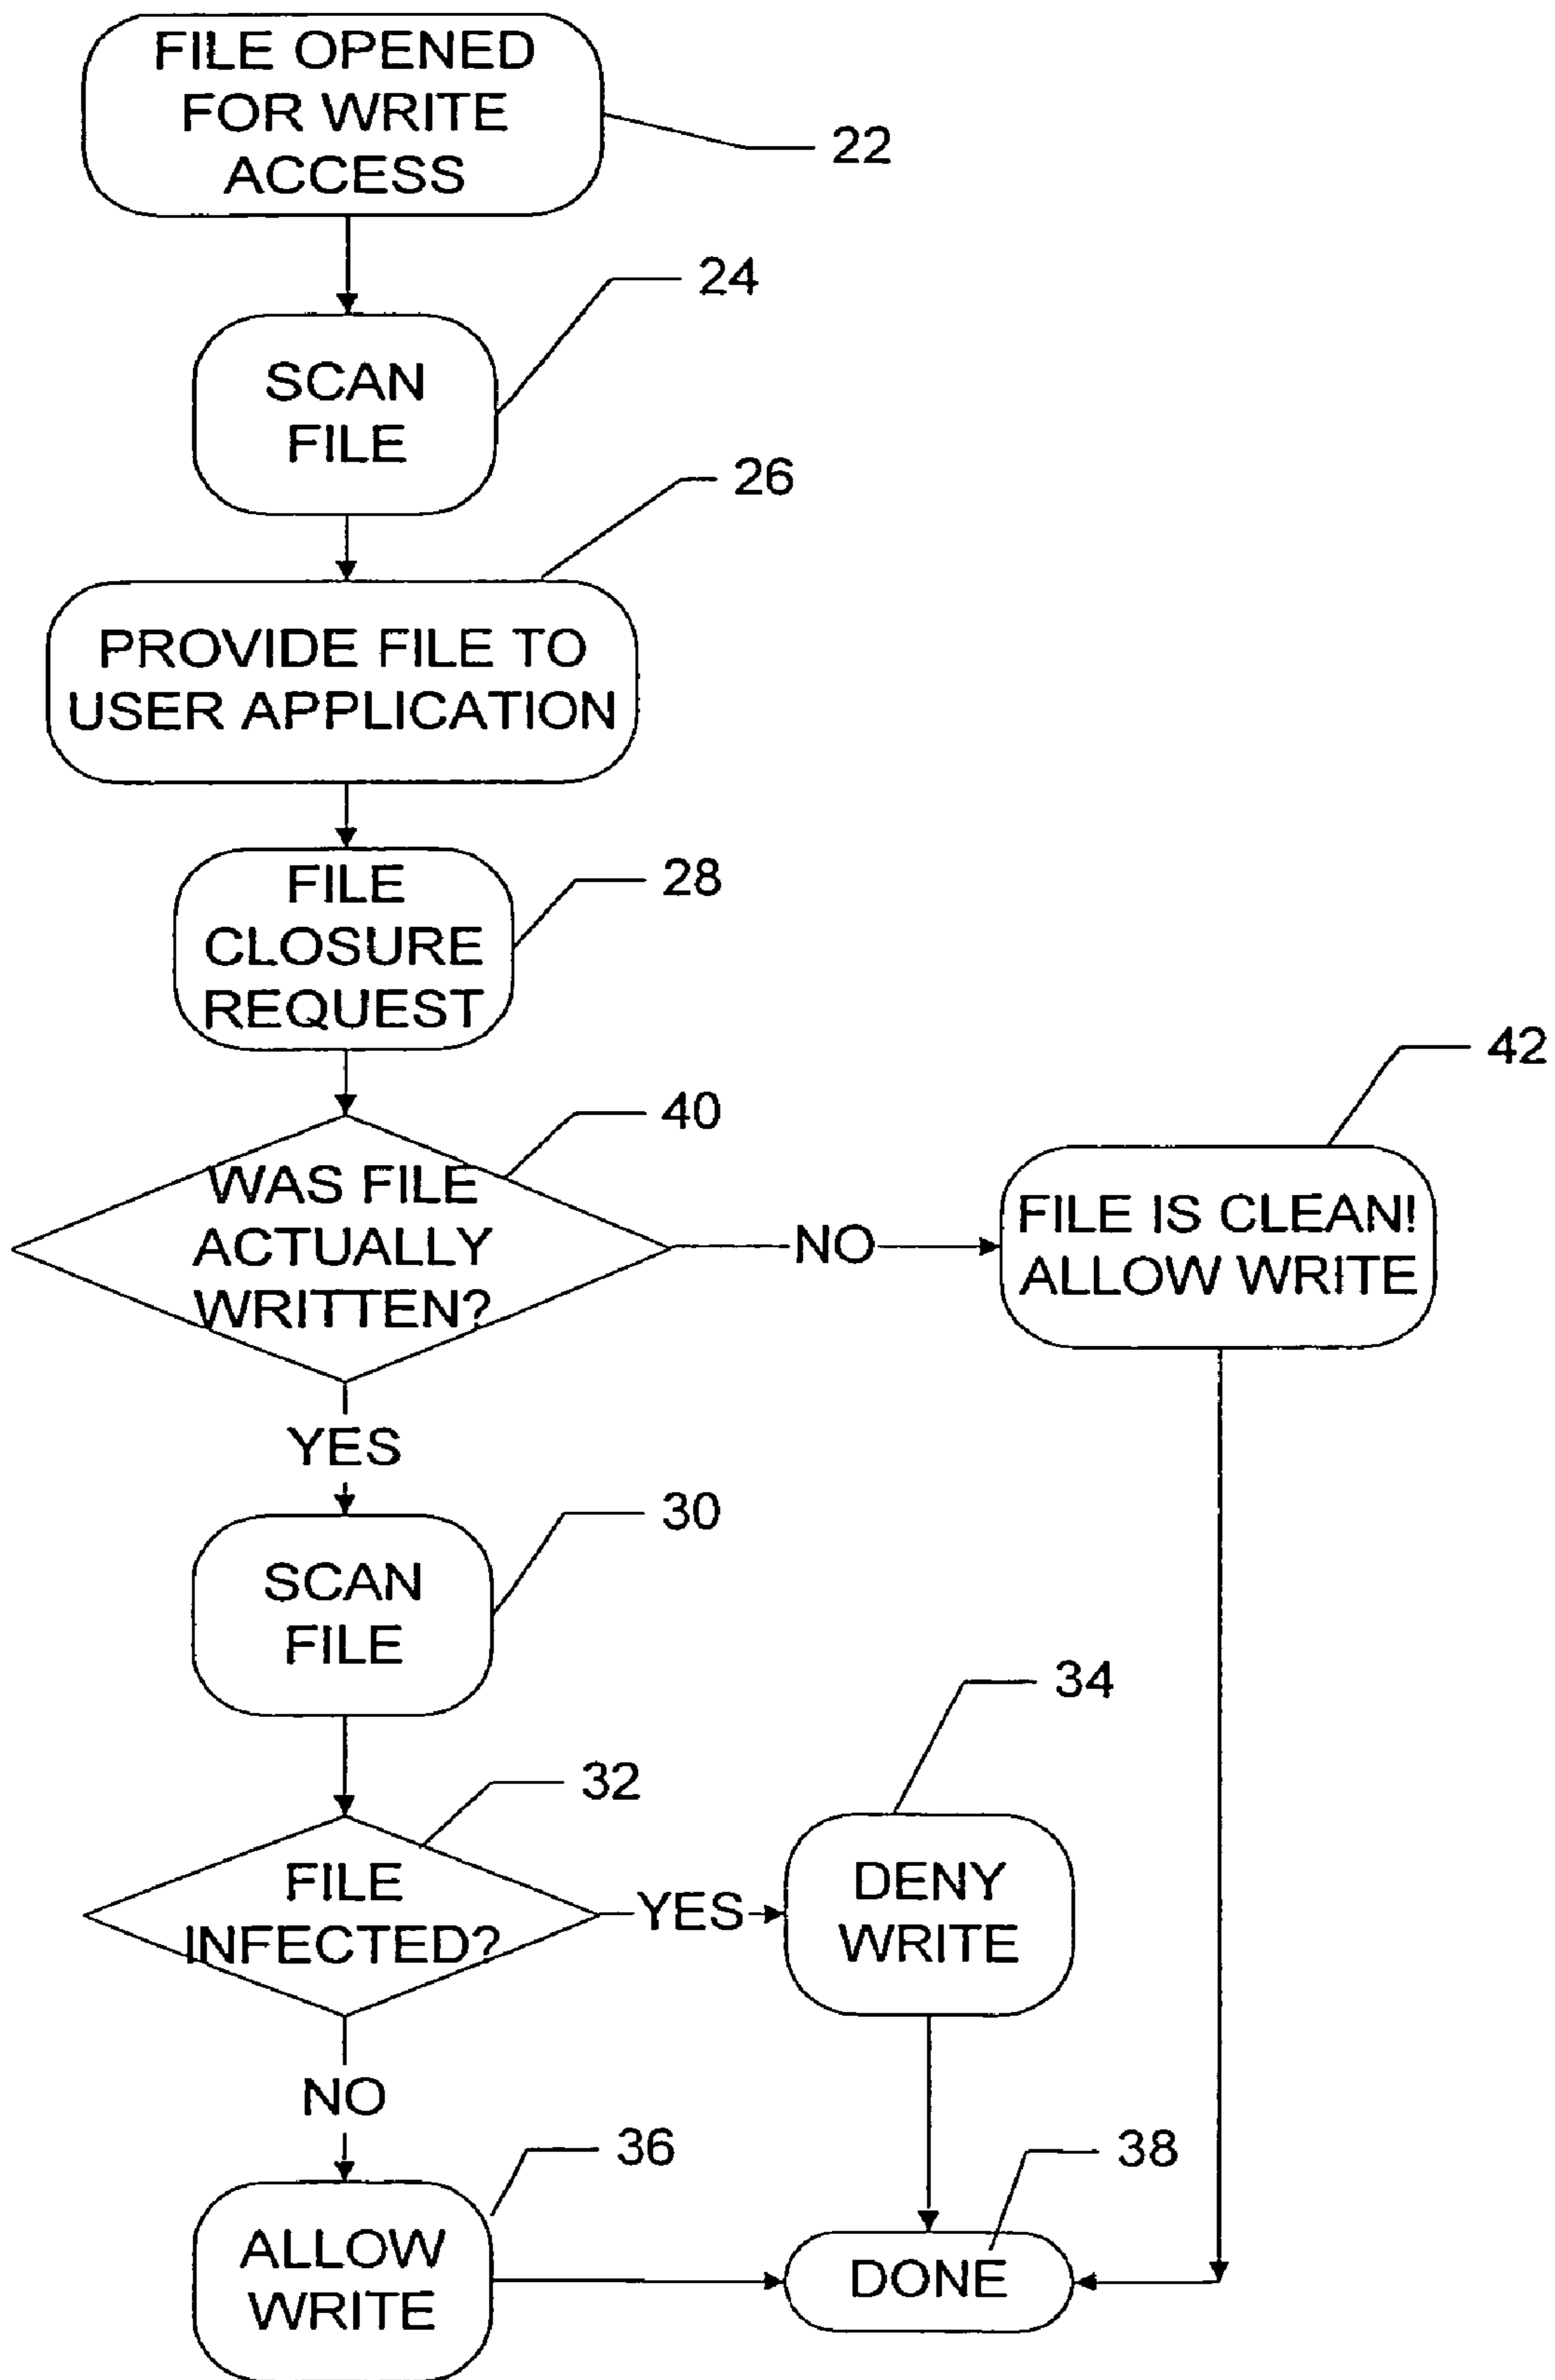 FILE OPENED
FOR WRITE
ACCESS
22
24
SCAN
FILE
26
PROVIDE FILE TO
USER APPLICATION
28
FILE
CLOSURE
REQUEST
40
42
WAS FILE
ACTUALLY
WRITTEN?
NO
FILE IS CLEAN!
ALLOW WRITE
YES
30
SCAN
FILE
34
32
FILE
INFECTED?
YES
DENY
WRITE
NO
36
38
ALLOW
WRITE
DONE